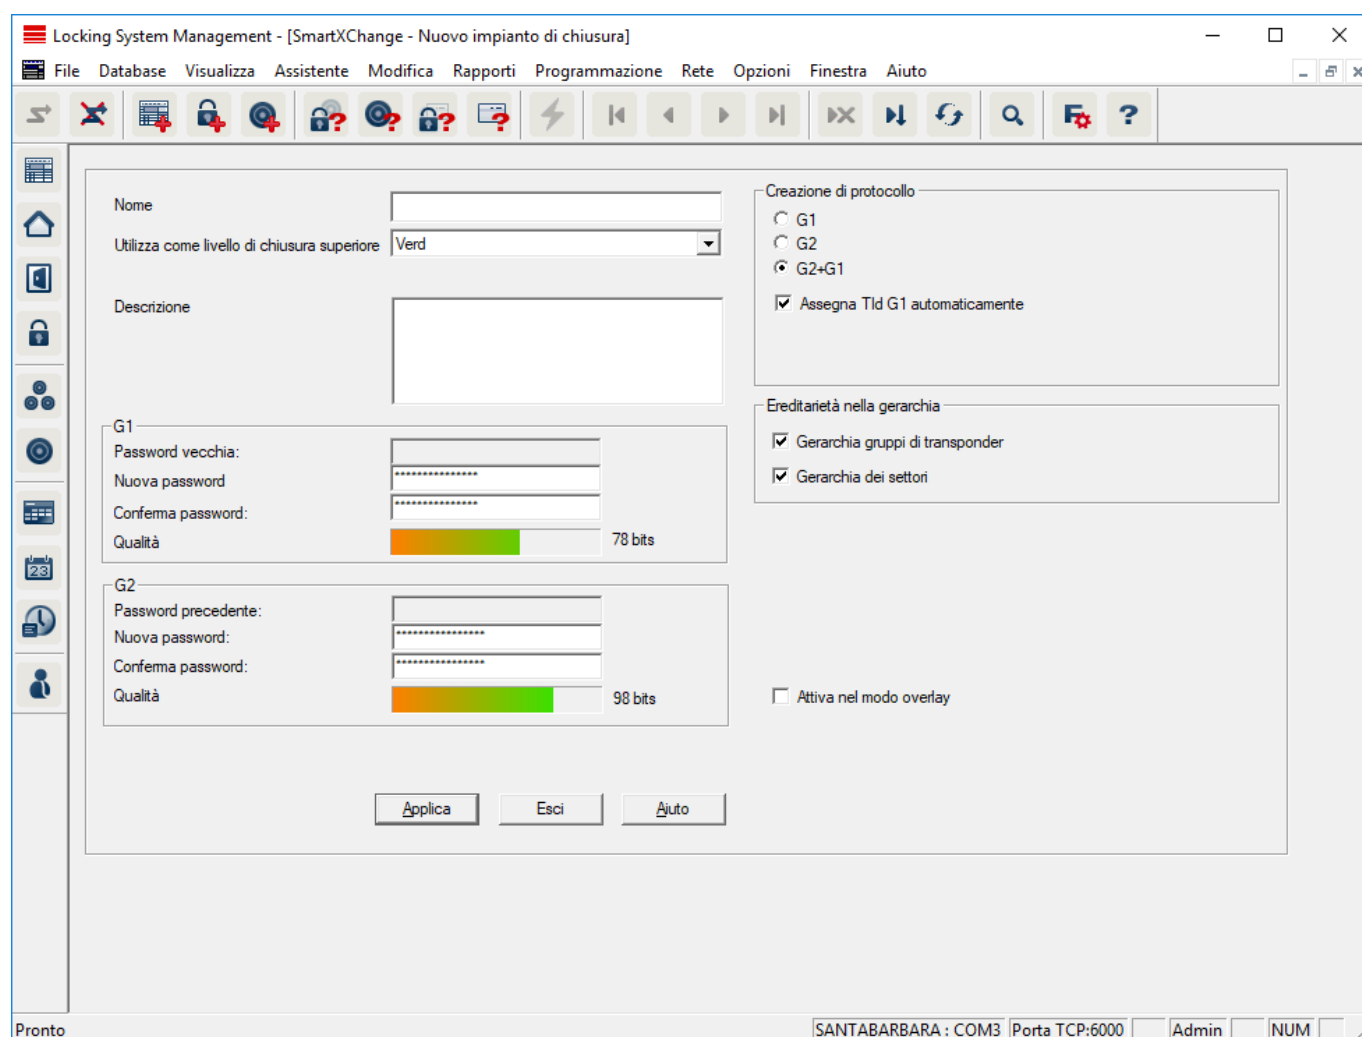 Locking System Management - [SmartXChange - Nuovo impianto di chiusura]
File Database Visualizza Assistente Modifica Rapporti Programmazione Rete Opzioni Finestra Aiuto
Nome
Utilizza come livello di chiusura superiore Verd
Descrizione
G1
Password vecchia:
Nuova password ***************
Conferma password: ***************
Qualità 78 bits
G2
Password precedente:
Nuova password: ****************
Conferma password: ****************
Qualità 98 bits
Creazione di protocollo
G1
G2
G2+G1
Assegna TId G1 automaticamente
Ereditarietà nella gerarchia
Gerarchia gruppi di transponder
Gerarchia dei settori
Attiva nel modo overlay
Applica Esci Aiuto
23
Pronto SANTABARBARA : COM3 Porta TCP:6000 Admin NUM